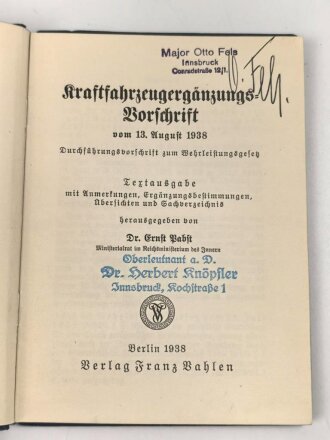 Major Otto Fels
Innsbruck
Conradstraße 12/I.
O. Fels.
Kraftfahrzeugergänzungs-
Vorschrift
vom 13. August 1938
Durchführungsvorschrift zum Wehrleistungsgesetz
Textausgabe
mit Anmerkungen, Ergänzungsbestimmungen,
Übersichten und Sachverzeichnis
herausgegeben von
Dr. Ernst Pabst
Ministerialrat im Reichsministerium des Innern
Oberleutnant a. D.
Dr. Herbert Knöpfler
Innsbruck, Kochstraße 1
Berlin 1938
Verlag Franz Vahlen